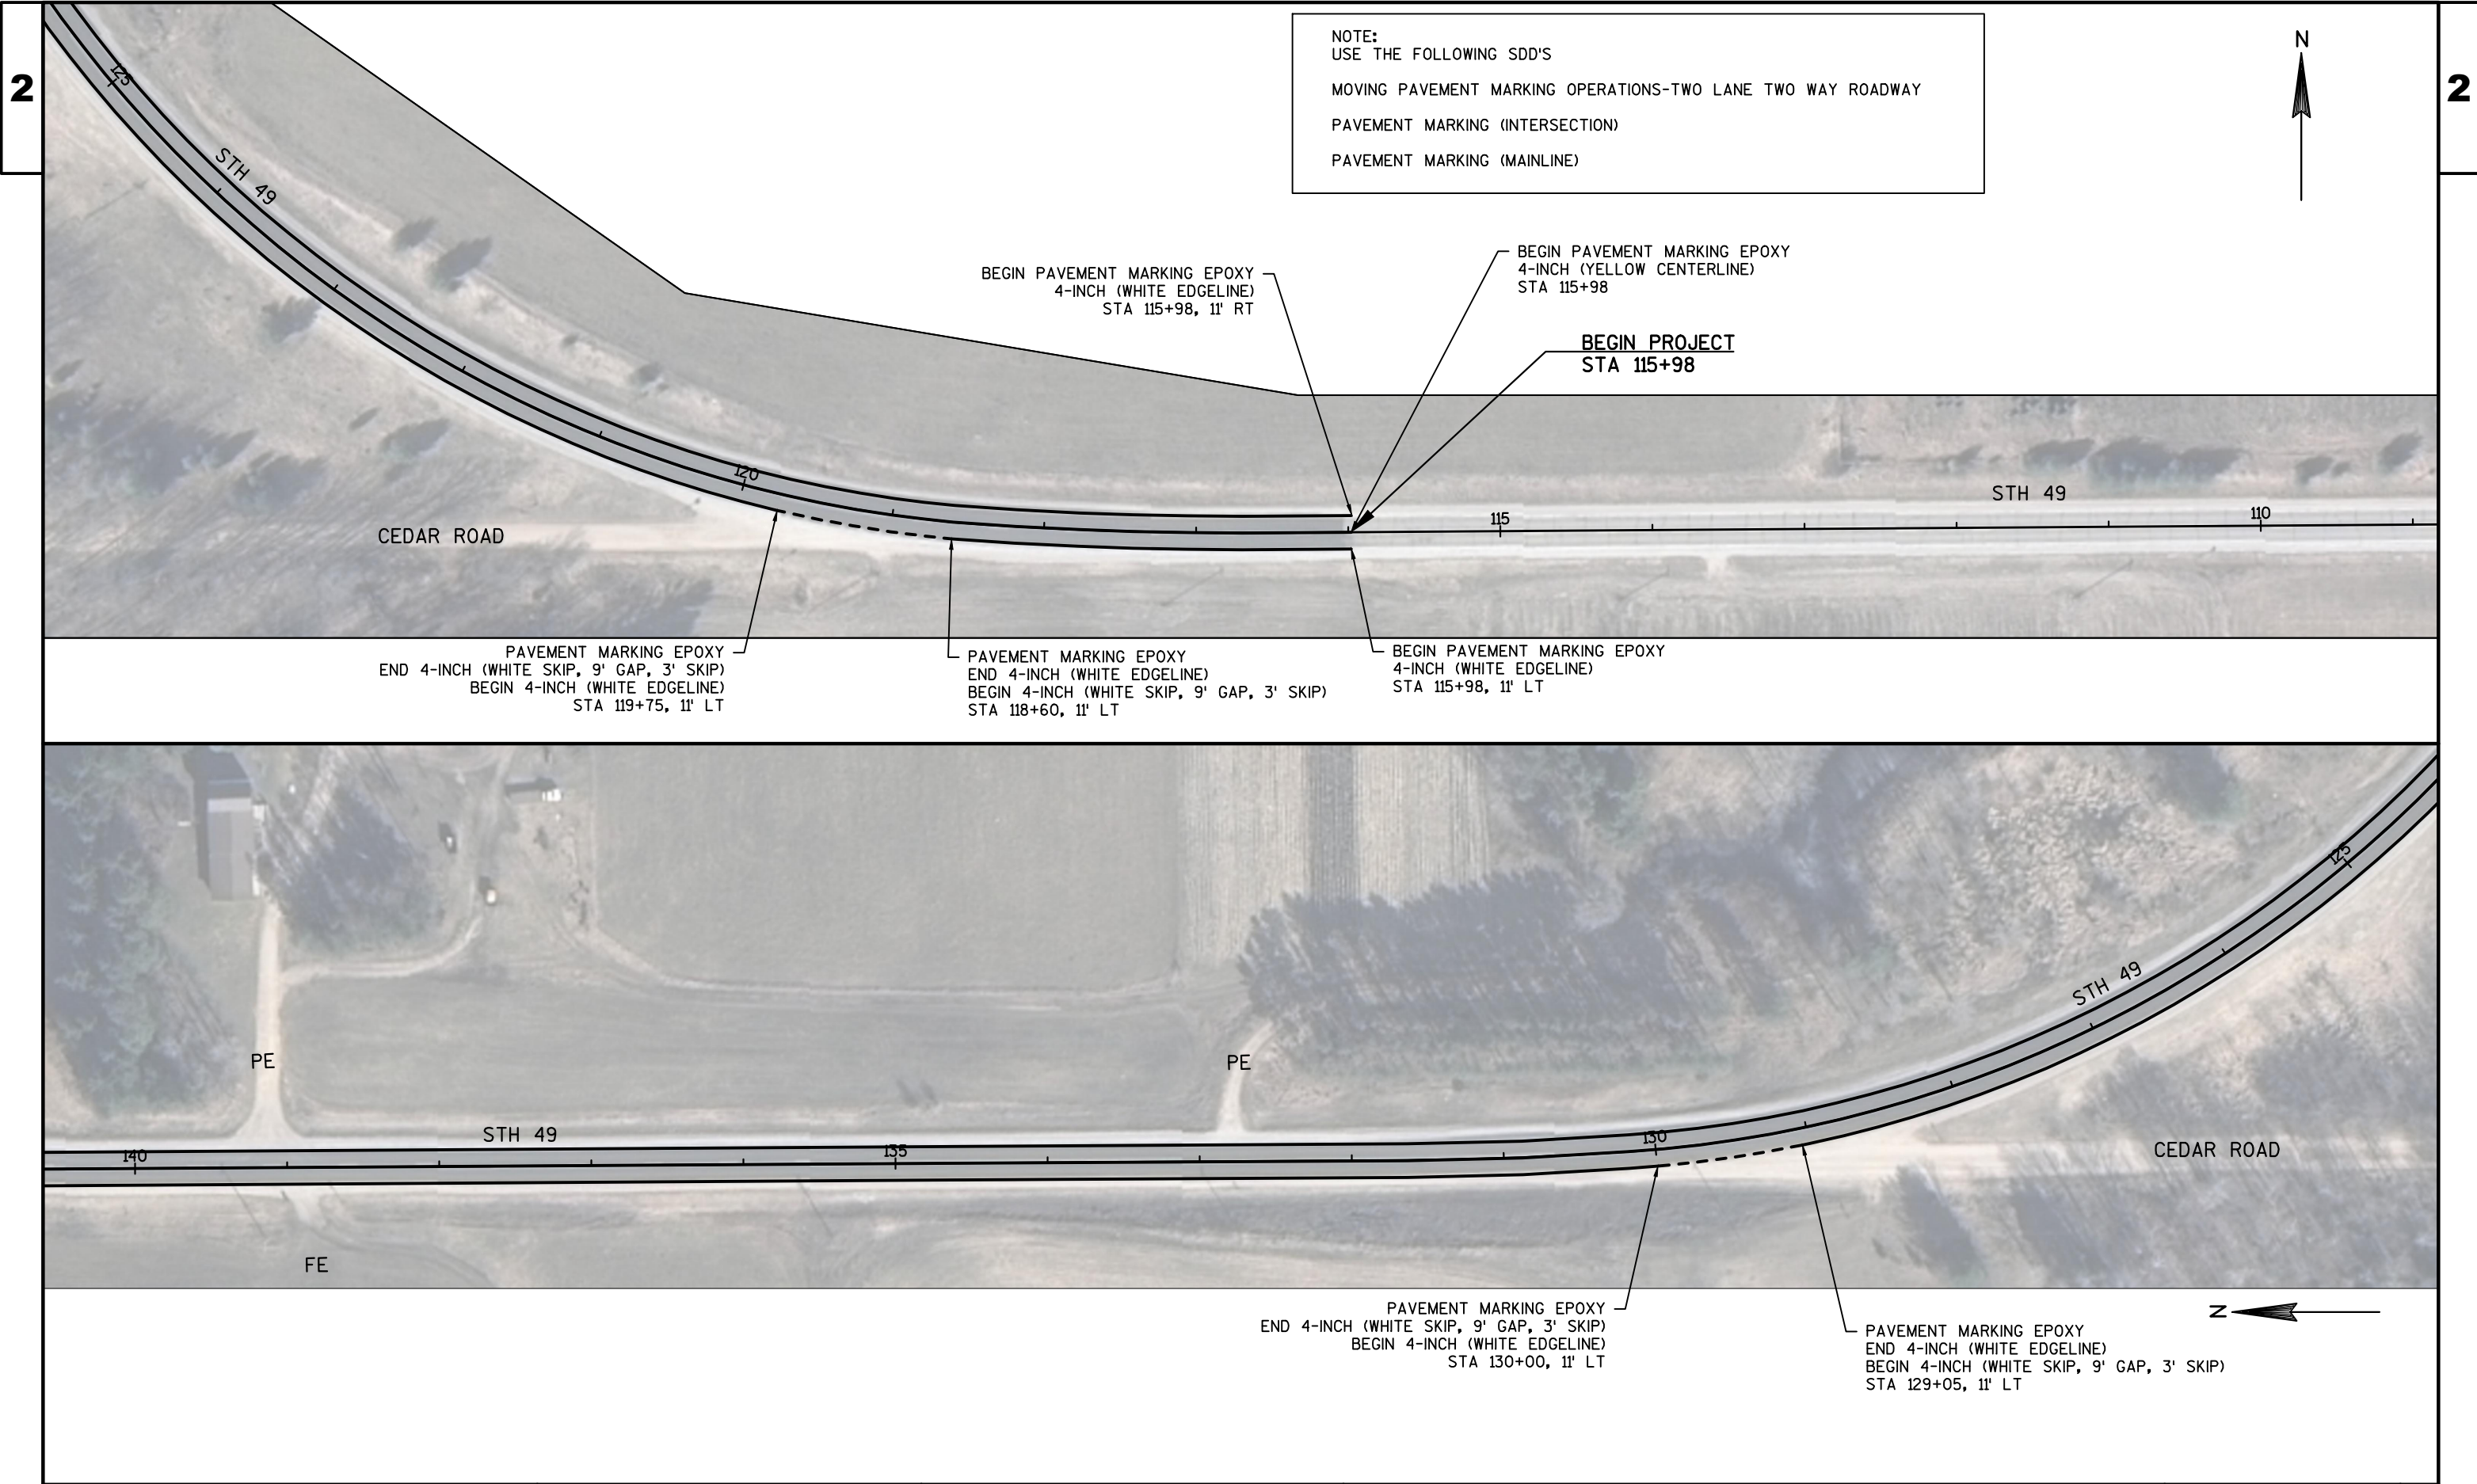 2
2
NOTE:
USE THE FOLLOWING SDD'S
MOVING PAVEMENT MARKING OPERATIONS-TWO LANE TWO WAY ROADWAY
PAVEMENT MARKING (INTERSECTION)
PAVEMENT MARKING (MAINLINE)
N
125
STH 49
BEGIN PAVEMENT MARKING EPOXY
4-INCH (WHITE EDGELINE)
STA 115+98, 11' RT
BEGIN PAVEMENT MARKING EPOXY
4-INCH (YELLOW CENTERLINE)
STA 115+98
BEGIN PROJECT
STA 115+98
120
CEDAR ROAD
115
STH 49
110
PAVEMENT MARKING EPOXY
END 4-INCH (WHITE SKIP, 9' GAP, 3' SKIP)
BEGIN 4-INCH (WHITE EDGELINE)
STA 119+75, 11' LT
PAVEMENT MARKING EPOXY
END 4-INCH (WHITE EDGELINE)
BEGIN 4-INCH (WHITE SKIP, 9' GAP, 3' SKIP)
STA 118+60, 11' LT
BEGIN PAVEMENT MARKING EPOXY
4-INCH (WHITE EDGELINE)
STA 115+98, 11' LT
125
STH 49
PE
PE
STH 49
140
135
130
CEDAR ROAD
FE
PAVEMENT MARKING EPOXY
END 4-INCH (WHITE SKIP, 9' GAP, 3' SKIP)
BEGIN 4-INCH (WHITE EDGELINE)
STA 130+00, 11' LT
N
PAVEMENT MARKING EPOXY
END 4-INCH (WHITE EDGELINE)
BEGIN 4-INCH (WHITE SKIP, 9' GAP, 3' SKIP)
STA 129+05, 11' LT